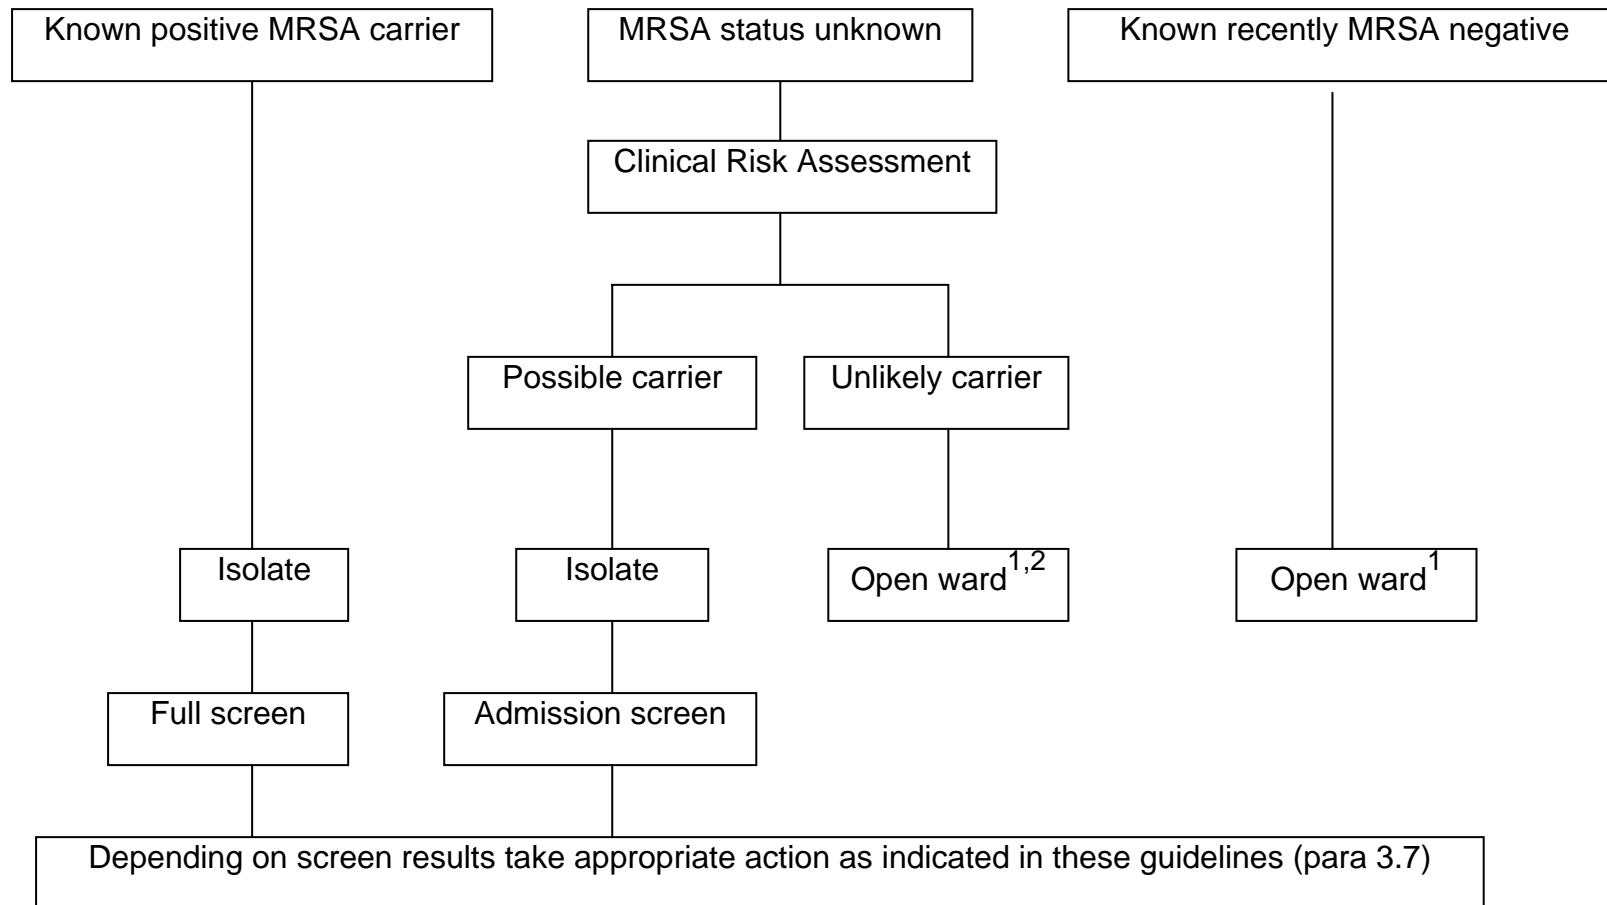 Known positive MRSA carrier
MRSA status unknown
Known recently MRSA negative
Clinical Risk Assessment
Possible carrier
Unlikely carrier
Isolate
Isolate
Open ward1,2
Open ward1
Full screen
Admission screen
Depending on screen results take appropriate action as indicated in these guidelines (para 3.7)